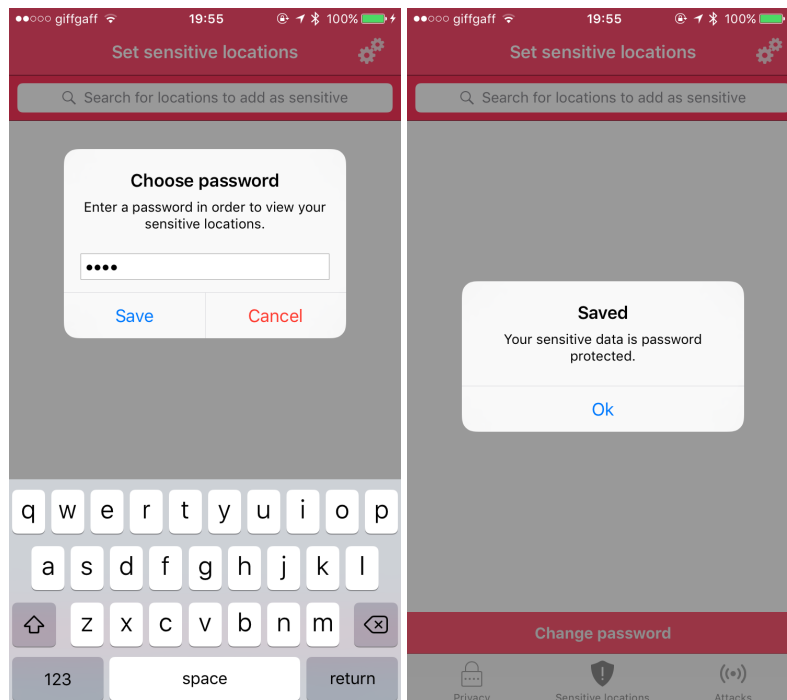 giffgaff 19:55 100%
Set sensitive locations
Search for locations to add as sensitive
Choose password
Enter a password in order to view your
sensitive locations.
••••
Save Cancel
q w e r t y u i o p
a s d f g h j k l
z x c v b n m
123 space return
giffgaff 19:55 100%
Set sensitive locations
Search for locations to add as sensitive
Saved
Your sensitive data is password
protected.
Ok
Change password
Privacy Sensitive locations Attacks